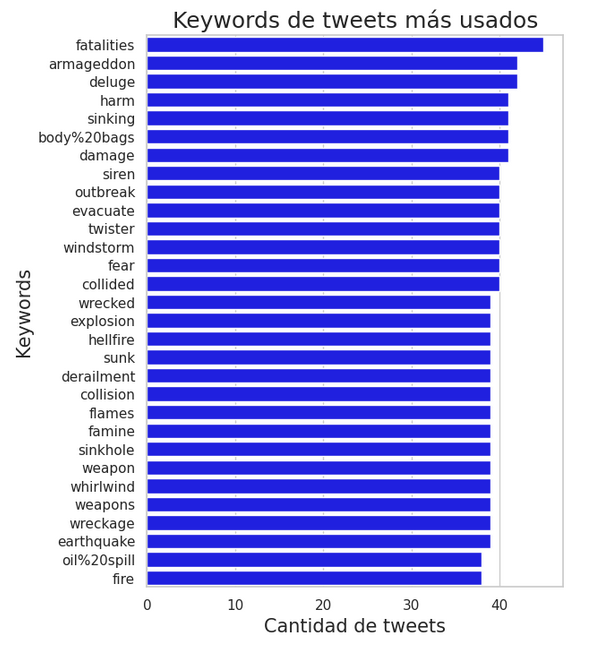 Keywords de tweets más usados
fatalities
armageddon
deluge
harm
sinking
body%20bags
damage
siren
outbreak
evacuate
twister
windstorm
fear
collided
wrecked
explosion
hellfire
sunk
derailment
collision
flames
famine
sinkhole
weapon
whirlwind
weapons
wreckage
earthquake
oil%20spill
fire
Keywords
0 10 20 30 40
Cantidad de tweets